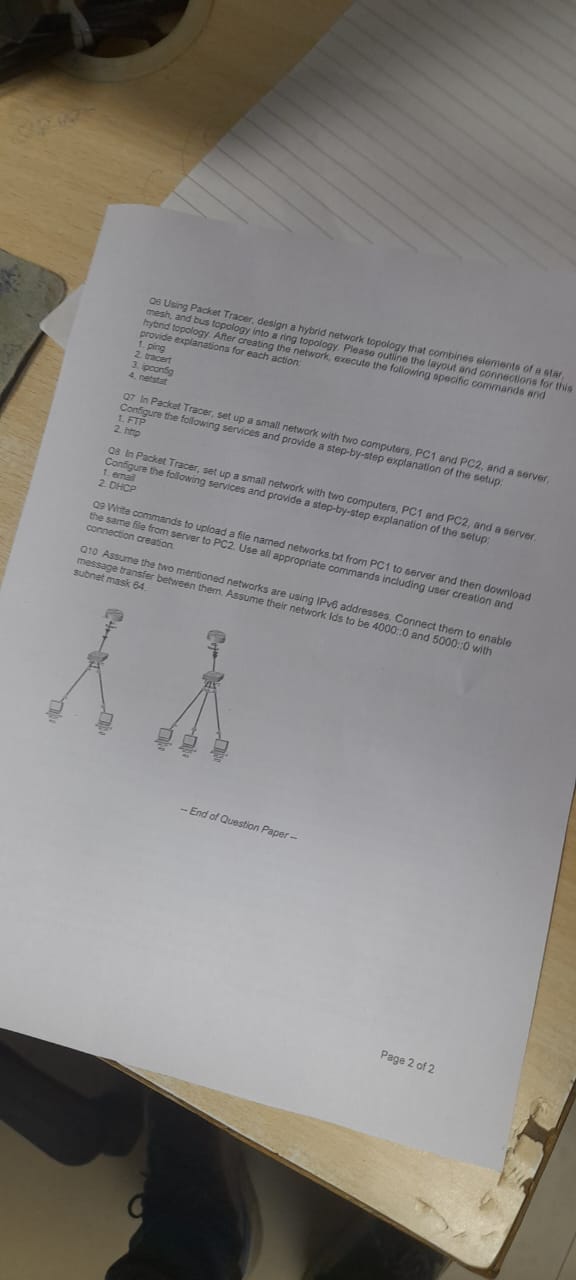 Q6 Using Packet Tracer, design a hybrid network topology that combines elements of a star,
mesh, and bus topology into a ring topology. Please outline the layout and connections for this
hybrid topology. After creating the network, execute the following specific commands and
provide explanations for each action:
1. ping
2. tracert
3. ipconfig
4. netstat
Q7 In Packet Tracer, set up a small network with two computers, PC1 and PC2, and a server.
Configure the following services and provide a step-by-step explanation of the setup:
1. FTP
2. http
Q8 In Packet Tracer, set up a small network with two computers, PC1 and PC2, and a server.
Configure the following services and provide a step-by-step explanation of the setup:
1. email
2. DHCP
Q9 Write commands to upload a file named networks.txt from PC1 to server and then download
the same file from server to PC2. Use all appropriate commands including user creation and
connection creation.
Q10 Assume the two mentioned networks are using IPv6 addresses. Connect them to enable
message transfer between them. Assume their network Ids to be 4000::0 and 5000::0 with
subnet mask 64.
-- End of Question Paper --
Page 2 of 2